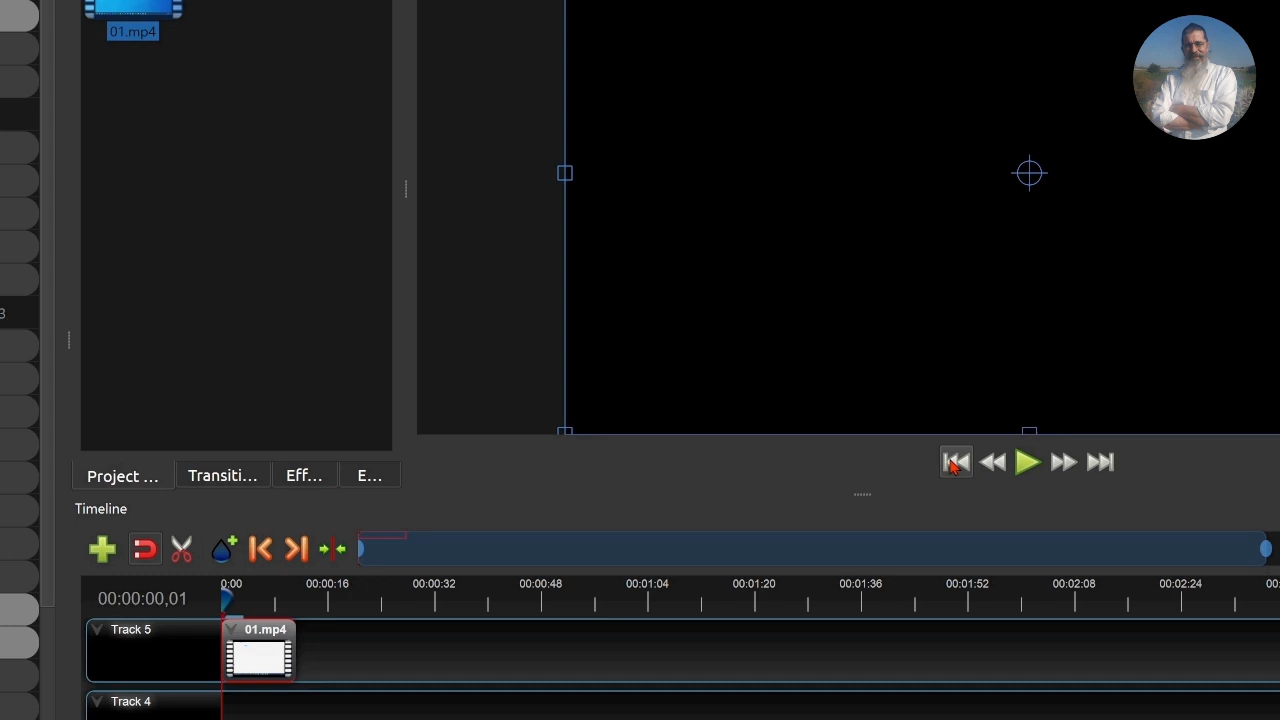 01.mp4
3
Project ...
Transiti...
Eff...
E...
Timeline
00:00:00,01
0:00
00:00:16
00:00:32
00:00:48
00:01:04
00:01:20
00:01:36
00:01:52
00:02:08
00:02:24
00
Track 5
01.mp4
Track 4